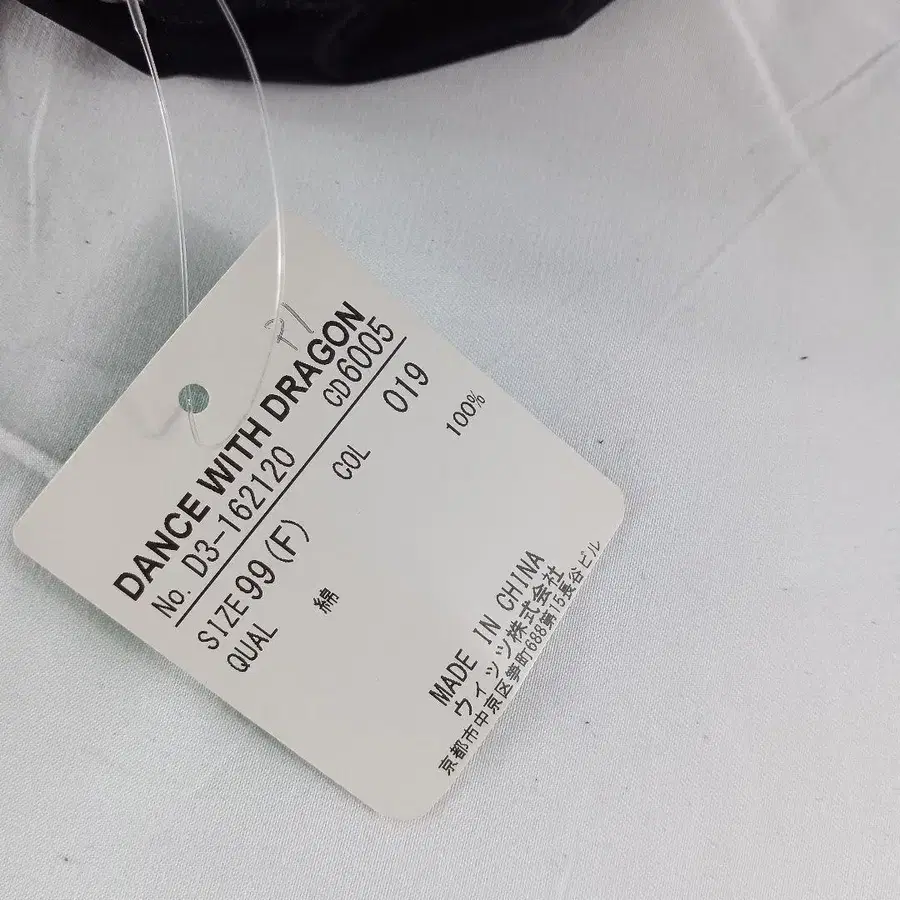 DANCE WITH DRAGON
No. D3-162120 CD6005
SIZE 99(F) COL 019
QUAL 綿 100%
MADE IN CHINA
ウィッツ株式会社
京都市中京区笋町688第15長谷ビル